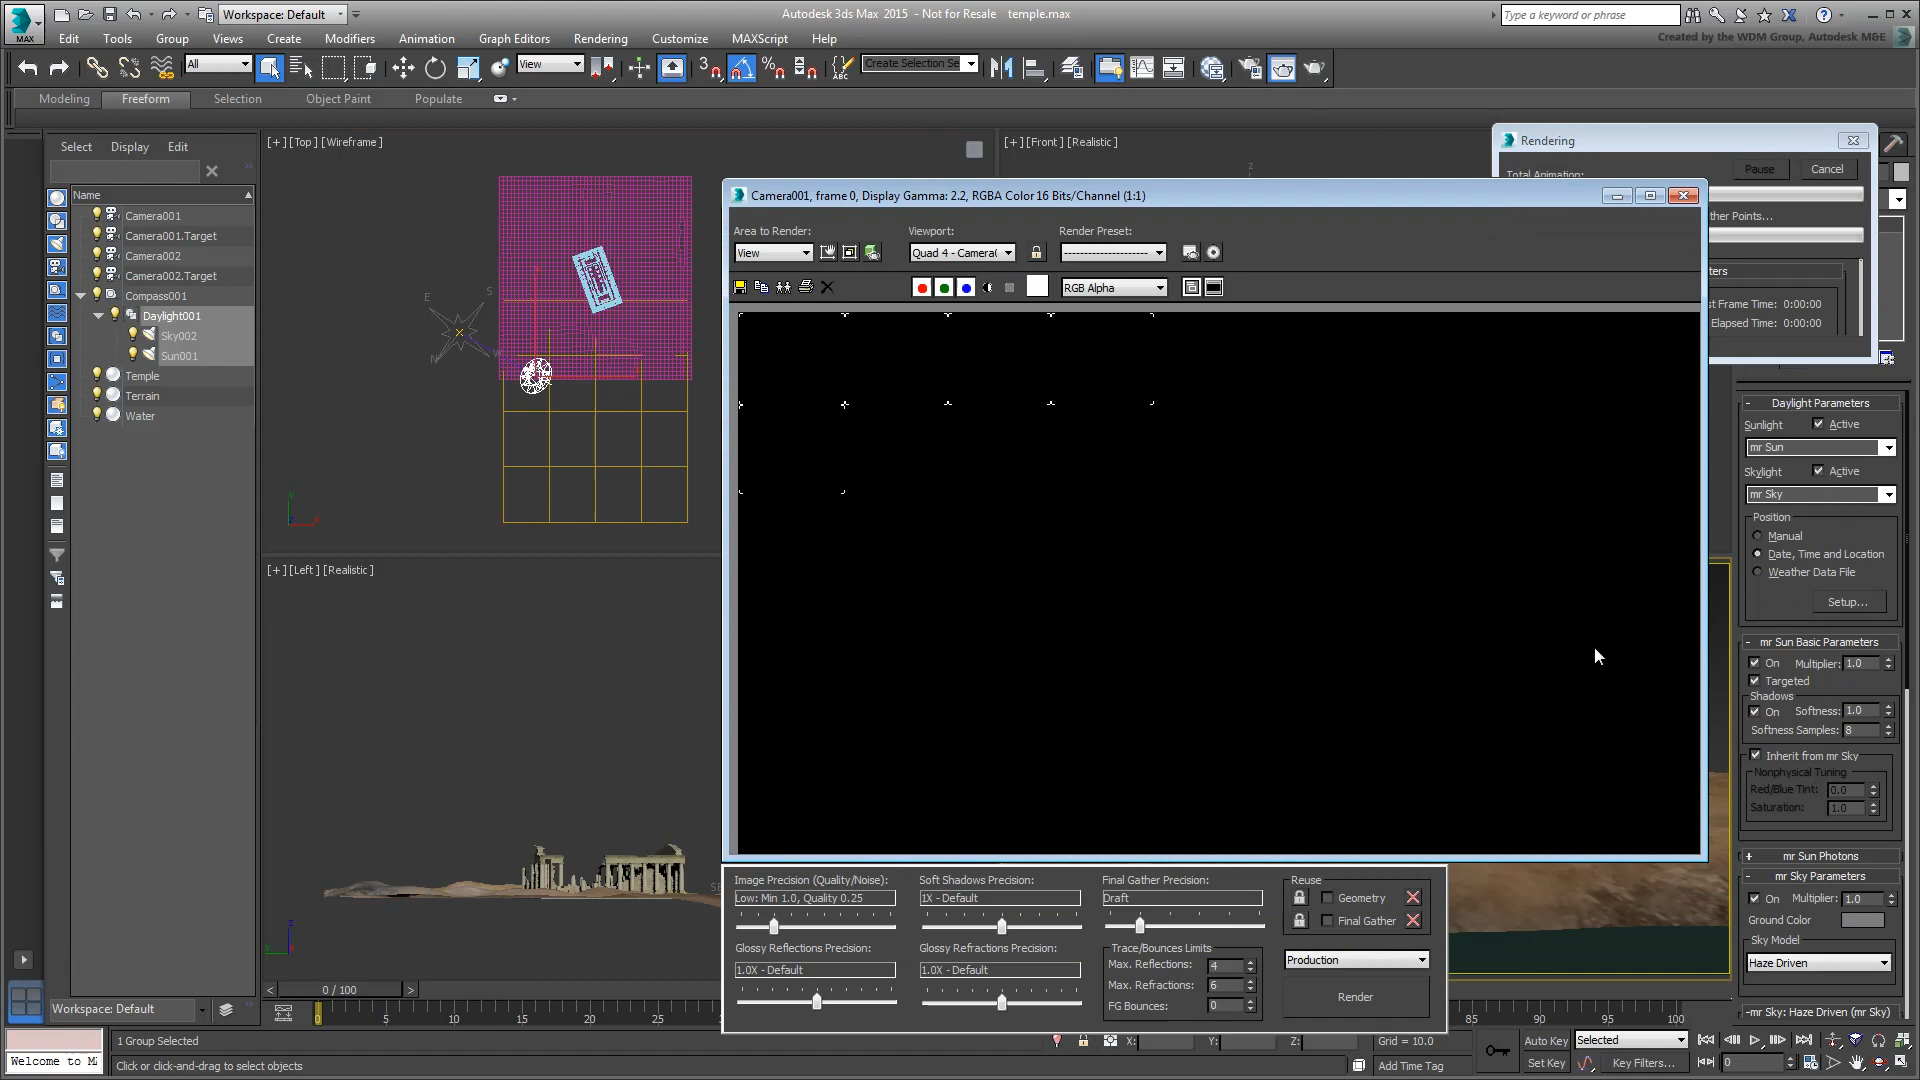 Workspace: Default
Autodesk 3ds Max 2015 - Not for Resale temple.max
Type a keyword or phrase
MAX
Edit Tools Group Views Create Modifiers Animation Graph Editors Rendering Customize MAXScript Help
Created by the WDM Group, Autodesk M&E
All
View
3
Create Selection Se
Modeling Freeform Selection Object Paint Populate
Select Display Edit
Name
Camera001
Camera001.Target
Camera002
Camera002.Target
Compass001
Daylight001
Sky002
Sun001
Temple
Terrain
Water
[+] [Top] [Wireframe]
E
S
N
W
[+] [Front] [Realistic]
[+] [Left] [Realistic]
Rendering
Total Animation:
Pause
Cancel
ther Points...
ters
st Frame Time: 0:00:00
Elapsed Time: 0:00:00
Camera001, frame 0, Display Gamma: 2.2, RGBA Color 16 Bits/Channel (1:1)
Area to Render:
View
Viewport:
Quad 4 - Camera(
Render Preset:
RGB Alpha
Daylight Parameters
Sunlight Active
mr Sun
Skylight Active
mr Sky
Position
Manual
Date, Time and Location
Weather Data File
Setup...
mr Sun Basic Parameters
On Multiplier: 1.0
Targeted
Shadows
On Softness: 1.0
Softness Samples: 8
Inherit from mr Sky
Nonphysical Tuning
Red/Blue Tint: 0.0
Saturation: 1.0
+ mr Sun Photons
- mr Sky Parameters
On Multiplier: 1.0
Ground Color
Sky Model
Haze Driven
-mr Sky: Haze Driven (mr Sky)
Image Precision (Quality/Noise):
Low: Min 1.0, Quality 0.25
Soft Shadows Precision:
1X - Default
Final Gather Precision:
Draft
Glossy Reflections Precision:
1.0X - Default
Glossy Refractions Precision:
1.0X - Default
Trace/Bounces Limits
Max. Reflections: 4
Max. Refractions: 6
FG Bounces: 0
Reuse
Geometry
Final Gather
Production
Render
Workspace: Default
< 0 / 100 >
0 5 10 15 20 25 85 90 95 100
Welcome to M
1 Group Selected
Click or click-and-drag to select objects
X: Y: Z:
Grid = 10.0
Add Time Tag
Auto Key Selected
Set Key Key Filters...
0